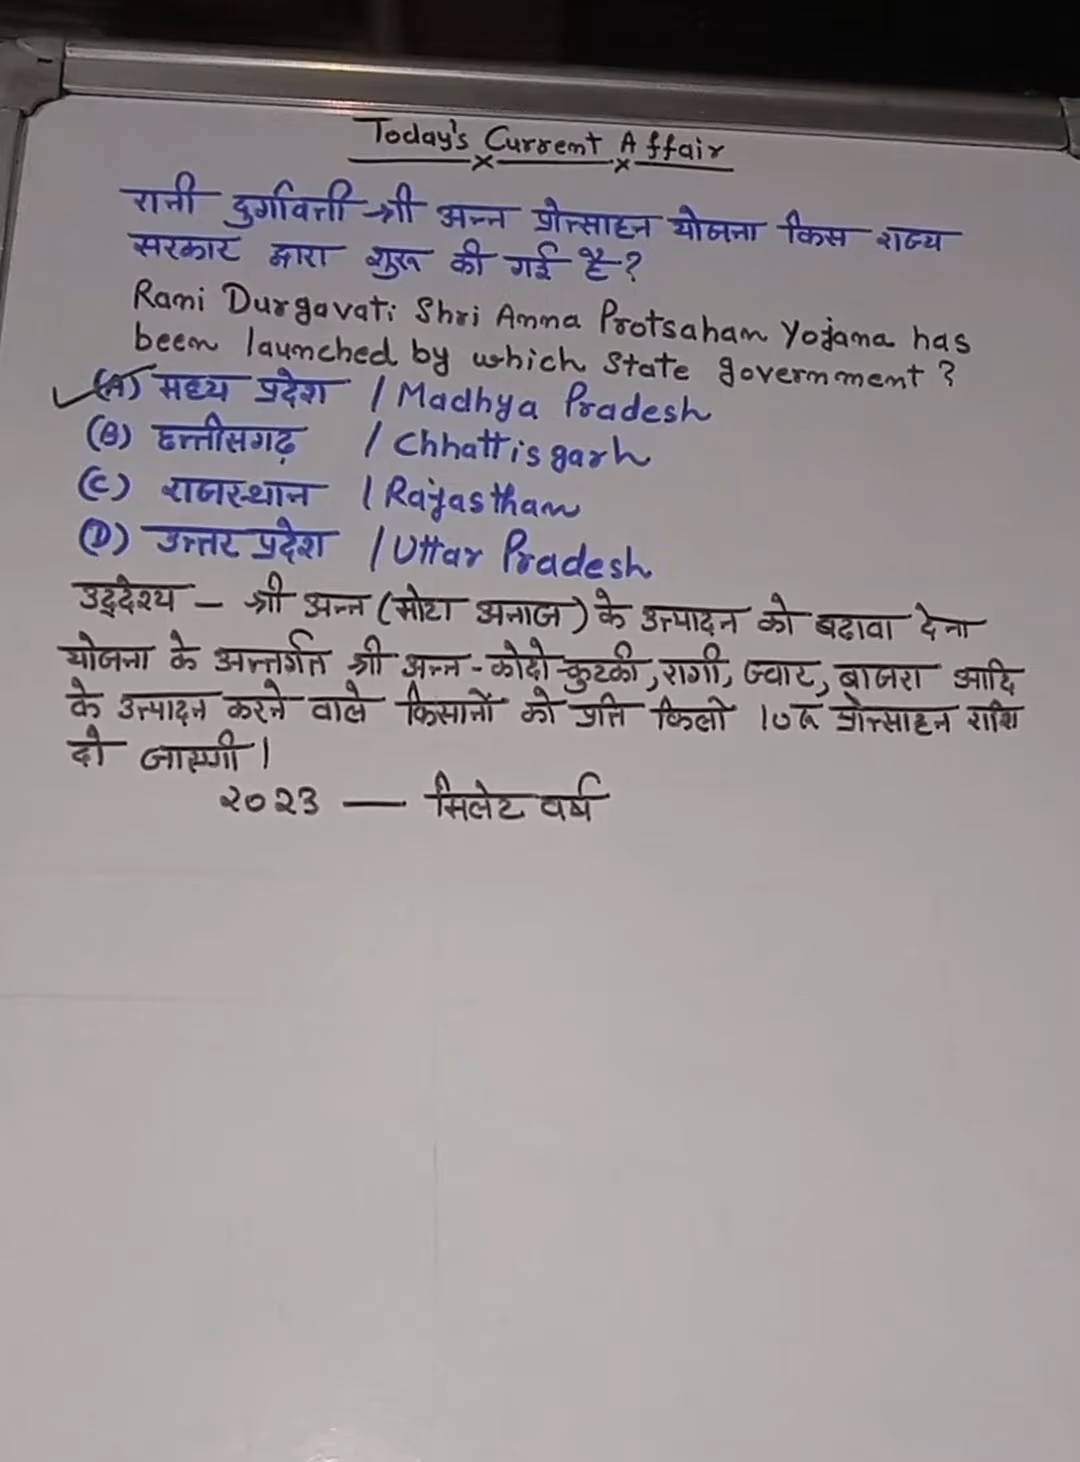 Today's Current Affair
रानी दुर्गावती श्री अन्न प्रोत्साहन योजना किस राज्य
सरकार द्वारा शुरू की गई है?
Rani Durgavati Shri Anna Protsahan Yojana has
been launched by which State government?
(A) मध्य प्रदेश / Madhya Pradesh
(B) छत्तीसगढ़ / Chhattisgarh
(C) राजस्थान / Rajasthan
(D) उत्तर प्रदेश / Uttar Pradesh
उद्देश्य - श्री अन्न (मोटा अनाज) के उत्पादन को बढावा देना
योजना के अन्तर्गत श्री अन्न - कोदो-कुटकी, रागी, ज्वार, बाजरा आदि
के उत्पादन करने वाले किसानों को प्रति किलो 10रू प्रोत्साहन राशि
दी जाएगी।
२०२३ — मिलेट वर्ष